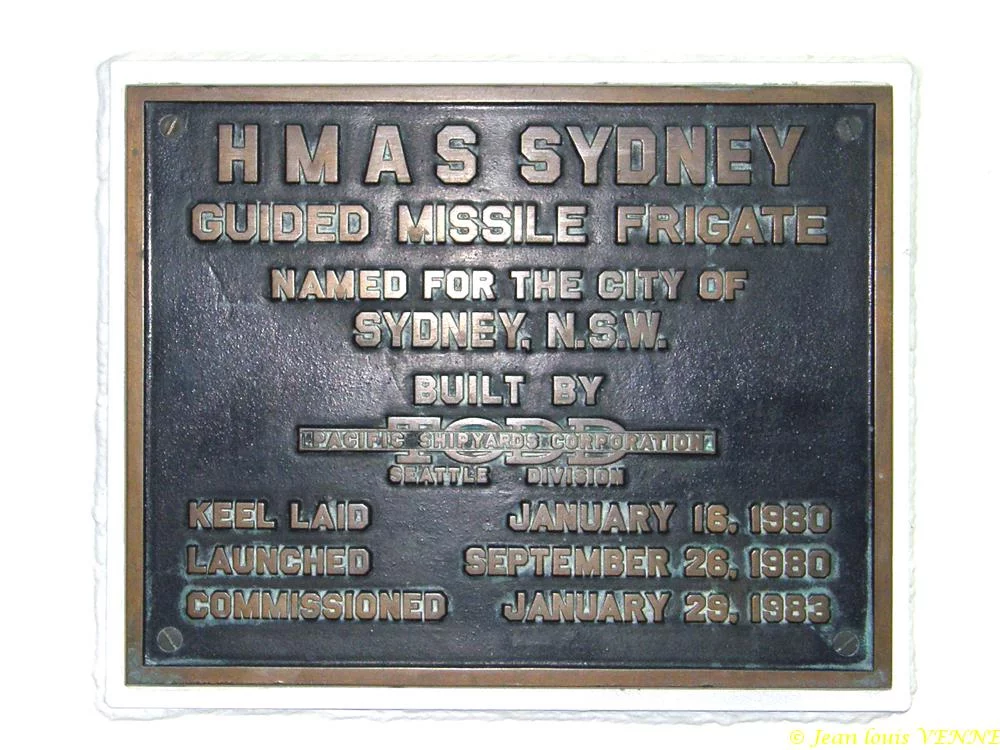 HMAS SYDNEY
GUIDED MISSILE FRIGATE
NAMED FOR THE CITY OF
SYDNEY, N.S.W.
BUILT BY
TODD
PACIFIC SHIPYARDS CORPORATION
SEATTLE DIVISION
KEEL LAID JANUARY 16, 1980
LAUNCHED SEPTEMBER 26, 1980
COMMISSIONED JANUARY 29, 1983
© Jean louis VENNE